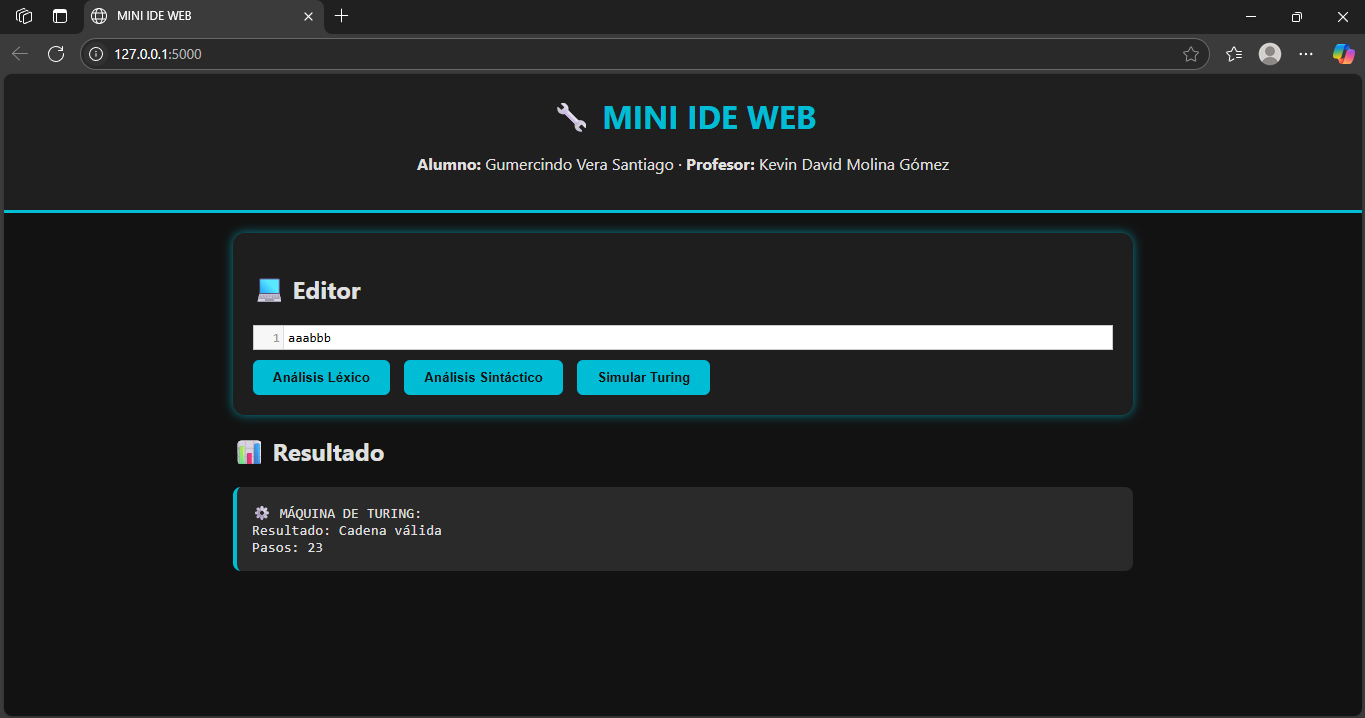 MINI IDE WEB
127.0.0.1:5000
MINI IDE WEB
Alumno: Gumercindo Vera Santiago · Profesor: Kevin David Molina Gómez
Editor
1 aaabbb
Análisis Léxico Análisis Sintáctico Simular Turing
Resultado
MÁQUINA DE TURING:
Resultado: Cadena válida
Pasos: 23